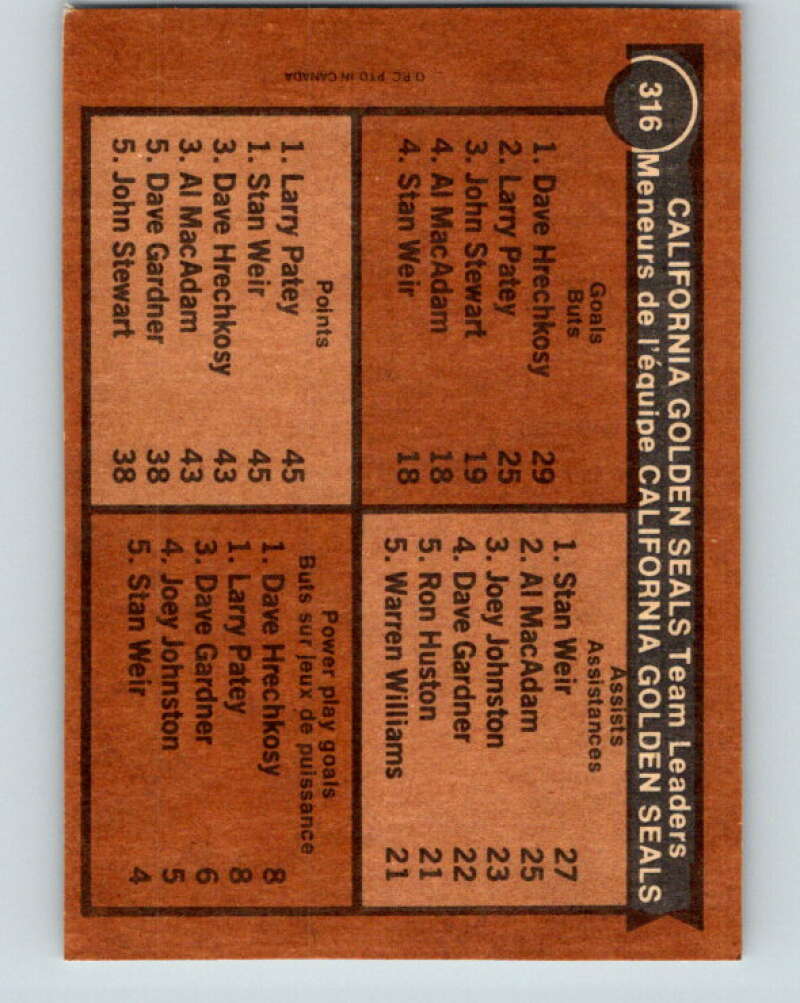 316
CALIFORNIA GOLDEN SEALS Team Leaders
Meneurs de l'équipe CALIFORNIA GOLDEN SEALS
Goals
Buts
1. Dave Hrechkosy 29
2. Larry Patey 25
3. John Stewart 19
4. Al MacAdam 18
4. Stan Weir 18
Assists
Assistances
1. Stan Weir 27
2. Al MacAdam 25
3. Joey Johnston 23
4. Dave Gardner 22
5. Ron Huston 21
5. Warren Williams 21
Points
1. Larry Patey 45
1. Stan Weir 45
3. Dave Hrechkosy 43
3. Al MacAdam 43
5. Dave Gardner 38
5. John Stewart 38
Power play goals
Buts sur jeux de puissance
1. Dave Hrechkosy 8
1. Larry Patey 8
3. Dave Gardner 6
4. Joey Johnston 5
5. Stan Weir 4
O.P.C. PTD IN CANADA